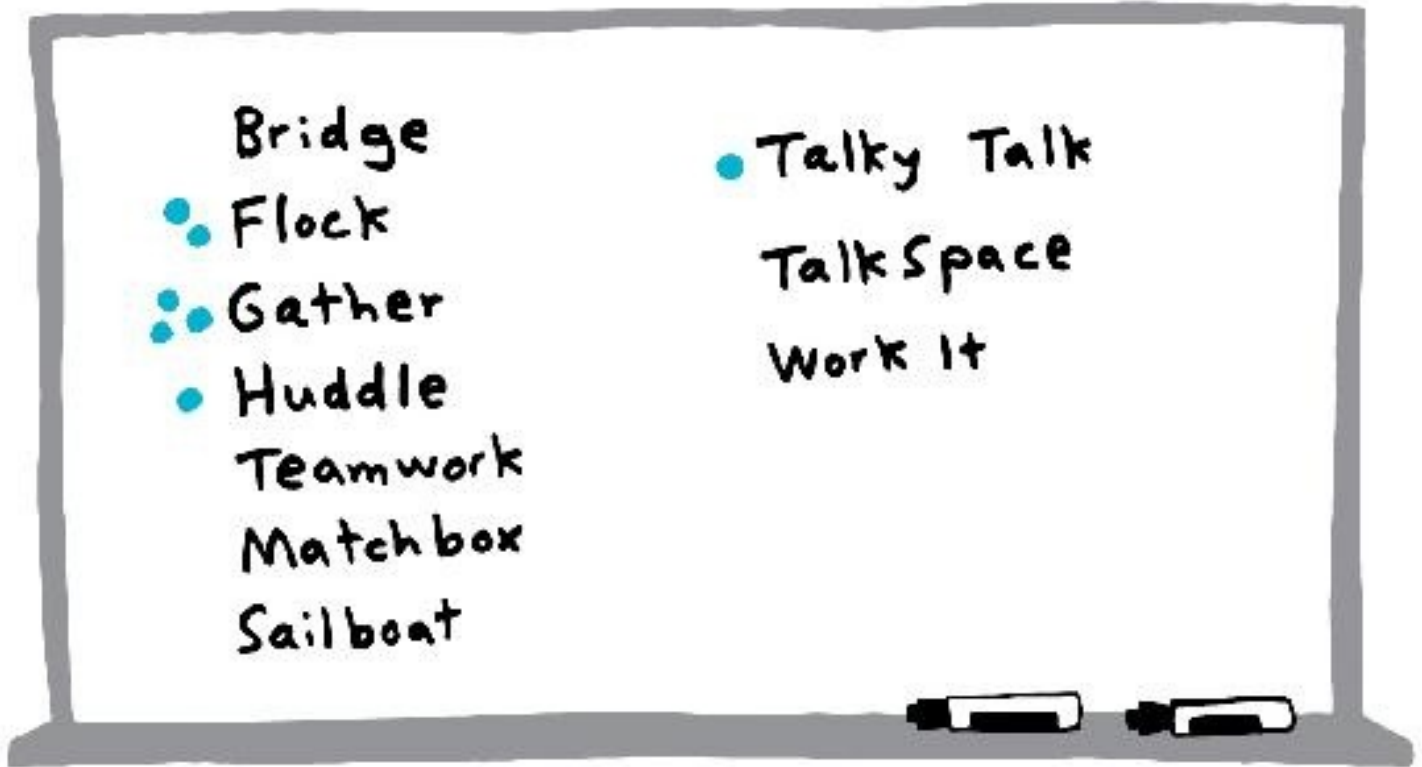 Bridge
Flock
Gather
Huddle
Teamwork
Matchbox
Sailboat
Talky Talk
TalkSpace
Work It